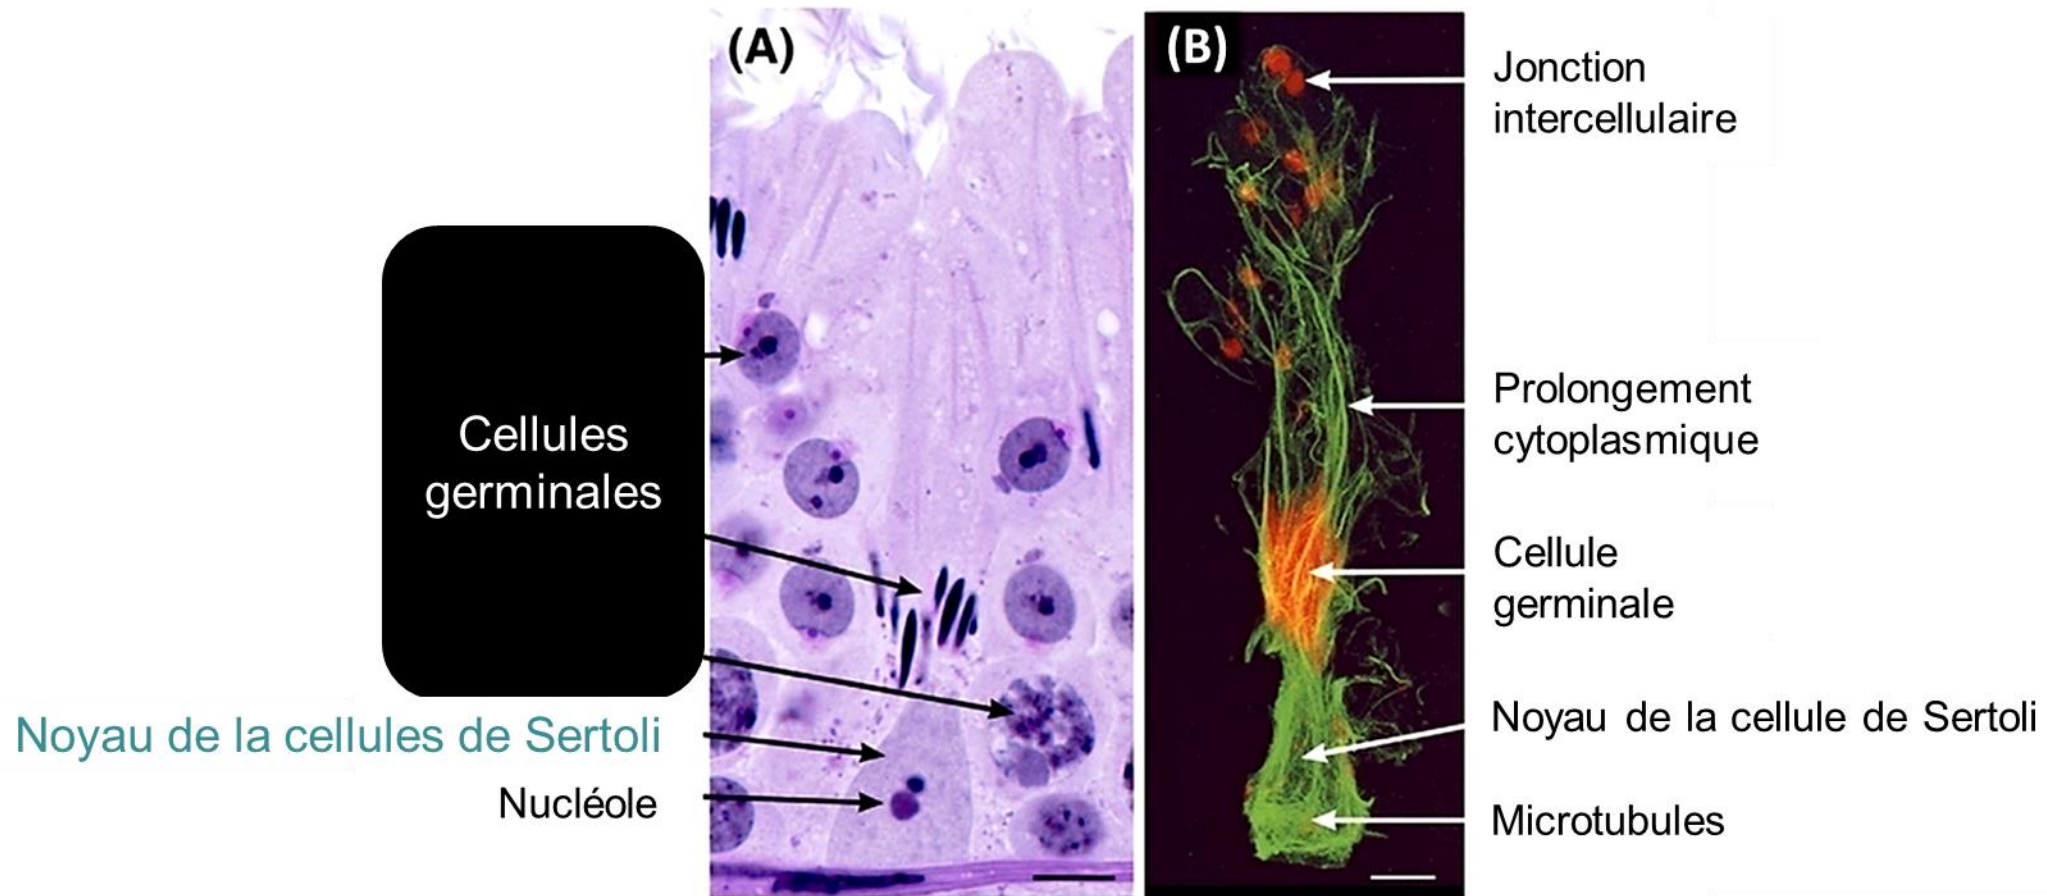 (A)
Cellules
germinales
Noyau de la cellules de Sertoli
Nucléole
(B)
Jonction
intercellulaire
Prolongement
cytoplasmique
Cellule
germinale
Noyau de la cellule de Sertoli
Microtubules